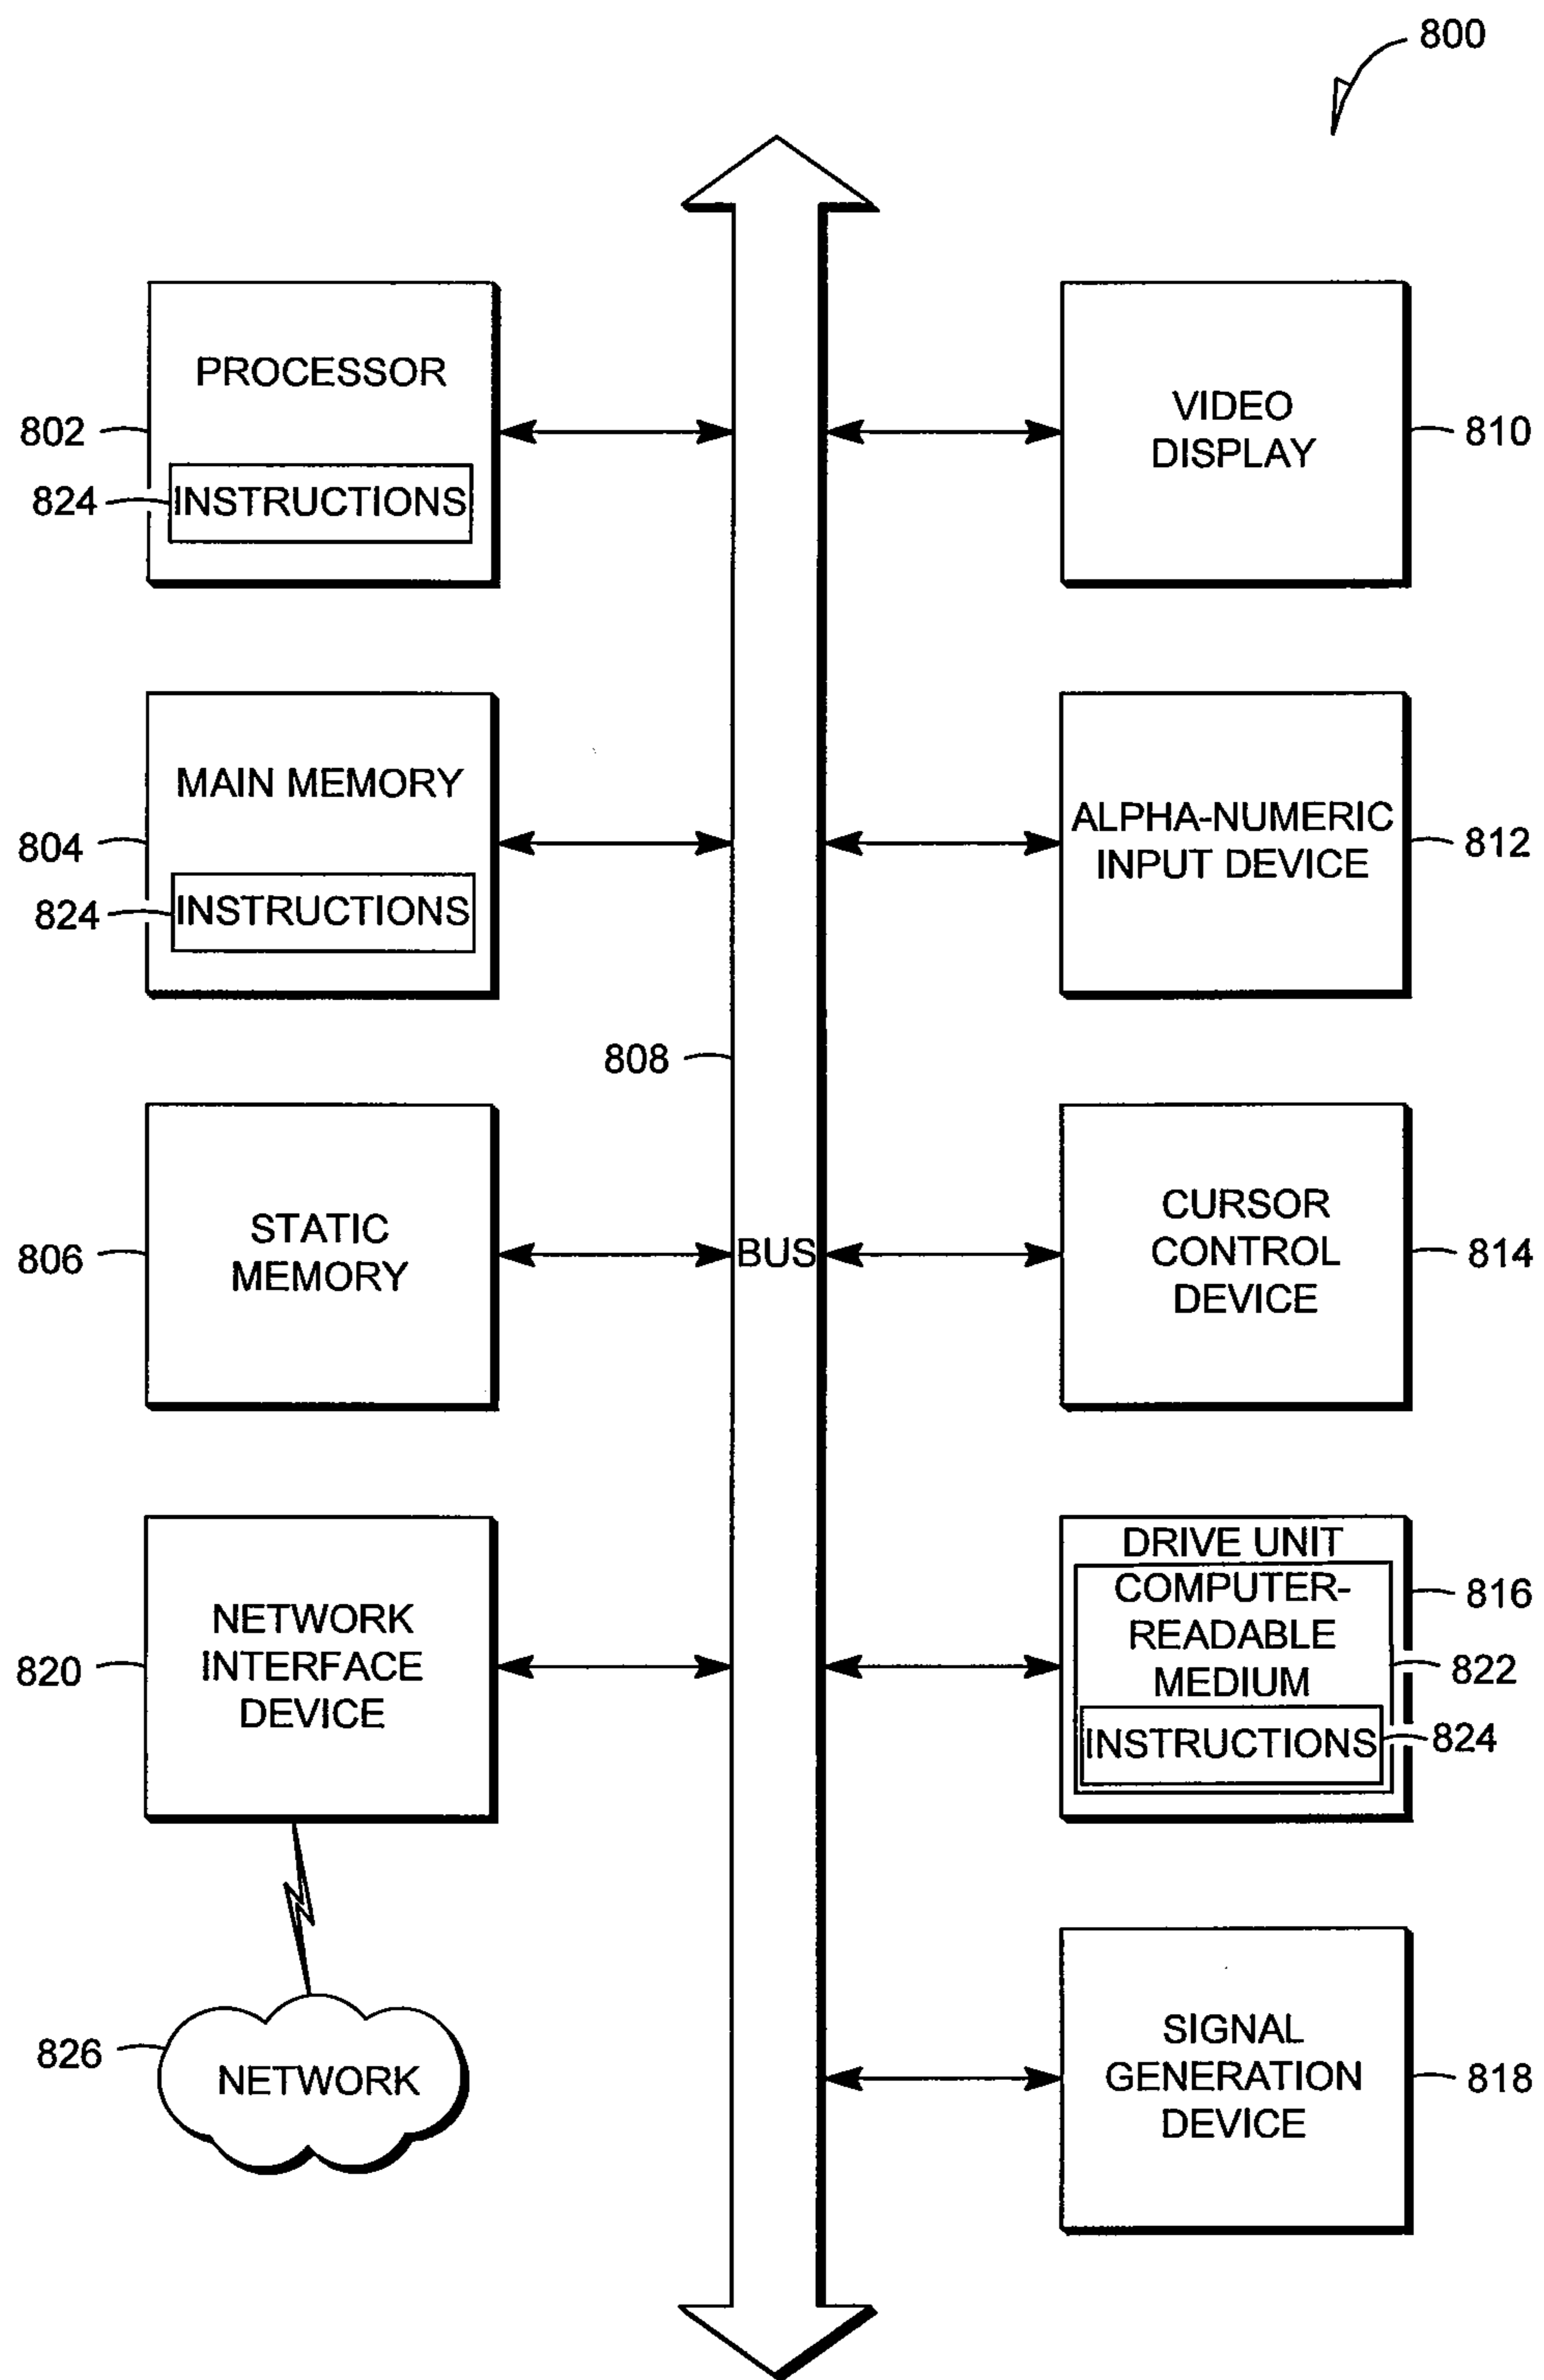 800
PROCESSOR
802
824
INSTRUCTIONS
VIDEO
DISPLAY
810
MAIN MEMORY
804
824
INSTRUCTIONS
ALPHA-NUMERIC
INPUT DEVICE
812
808
STATIC
MEMORY
806
BUS
CURSOR
CONTROL
DEVICE
814
NETWORK
INTERFACE
DEVICE
820
DRIVE UNIT
COMPUTER-
READABLE
MEDIUM
816
822
INSTRUCTIONS
824
826
NETWORK
SIGNAL
GENERATION
DEVICE
818